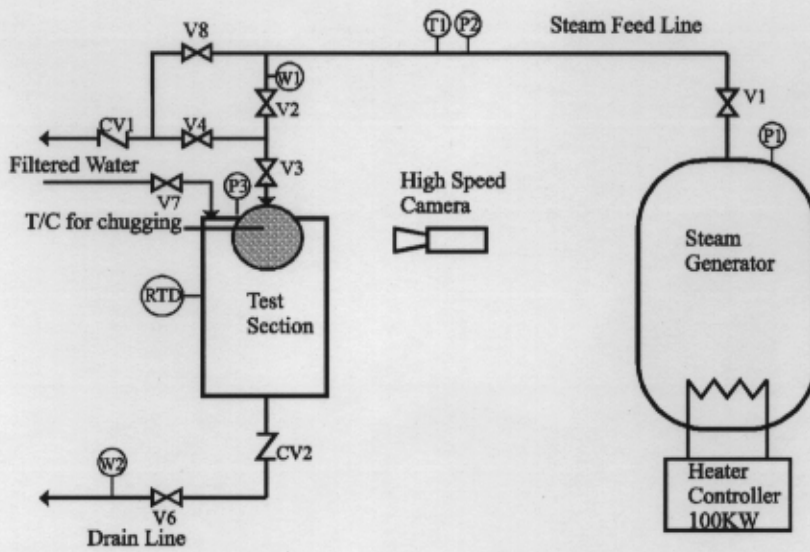 V8
T1
P2
Steam Feed Line
W1
V2
V1
CV1
V4
P1
Filtered Water
V3
V7
P3
High Speed
Camera
T/C for chugging
Steam
Generator
RTD
Test
Section
CV2
W2
V6
Drain Line
Heater
Controller
100KW